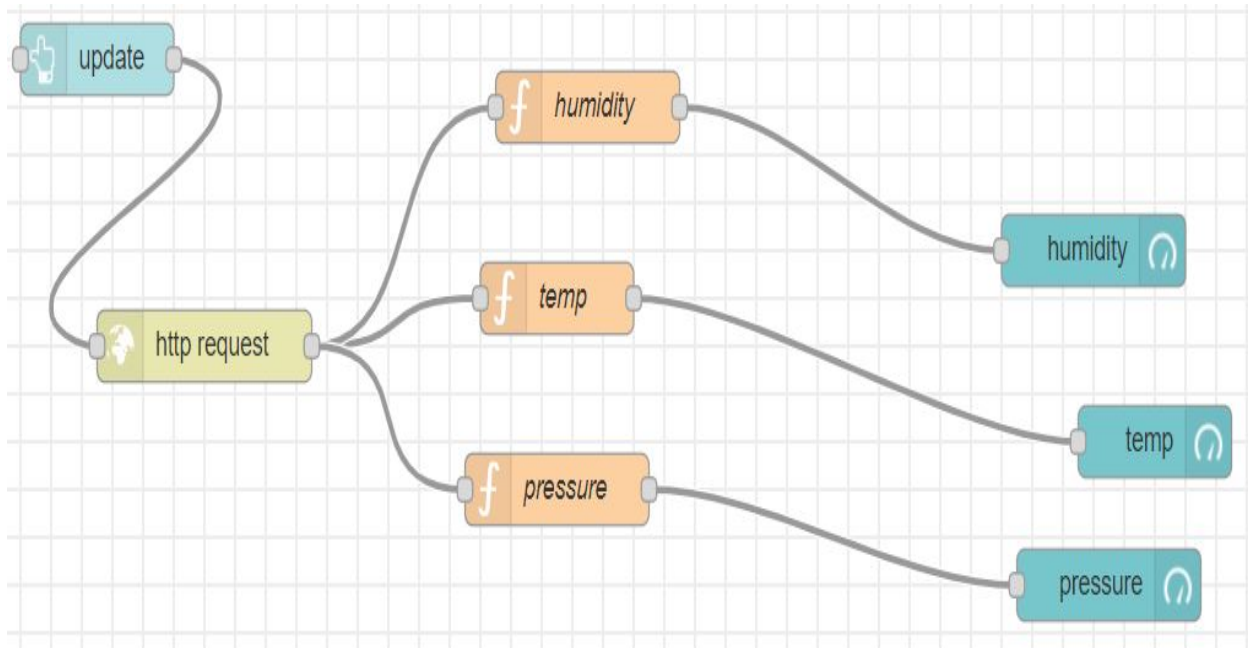 update
humidity
humidity
temp
http request
temp
pressure
pressure